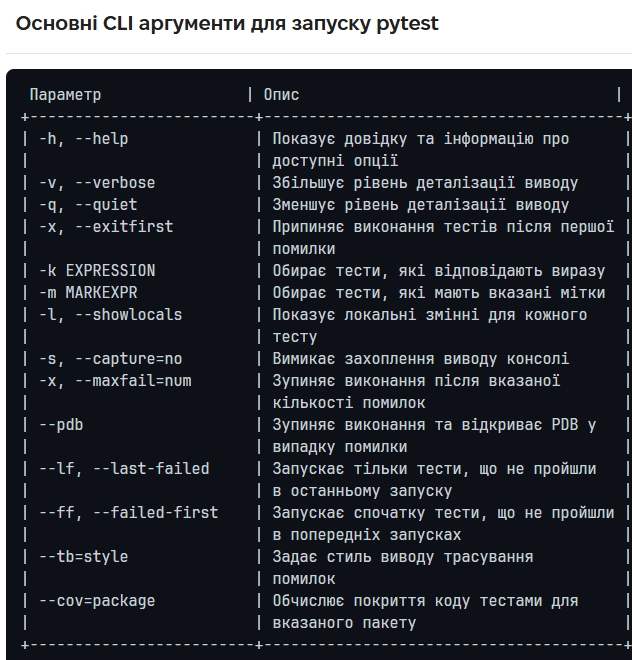 Основні CLI аргументи для запуску pytest
Параметр | Опис |
+-------------------------+---------------------------------------+
| -h, --help | Показує довідку та інформацію про |
| | доступні опції |
| -v, --verbose | Збільшує рівень деталізації виводу |
| -q, --quiet | Зменшує рівень деталізації виводу |
| -x, --exitfirst | Припиняє виконання тестів після першої |
| | помилки |
| -k EXPRESSION | Обирає тести, які відповідають виразу |
| -m MARKEXPR | Обирає тести, які мають вказані мітки |
| -l, --showlocals | Показує локальні змінні для кожного |
| | тесту |
| -s, --capture=no | Вимикає захоплення виводу консолі |
| -x, --maxfail=num | Зупиняє виконання після вказаної |
| | кількості помилок |
| --pdb | Зупиняє виконання та відкриває PDB у |
| | випадку помилки |
| --lf, --last-failed | Запускає тільки тести, що не пройшли |
| | в останньому запуску |
| --ff, --failed-first | Запускає спочатку тести, що не пройшли |
| | в попередніх запусках |
| --tb=style | Задає стиль виводу трасування |
| | помилок |
| --cov=package | Обчислює покриття коду тестами для |
| | вказаного пакету |
+-------------------------+---------------------------------------+